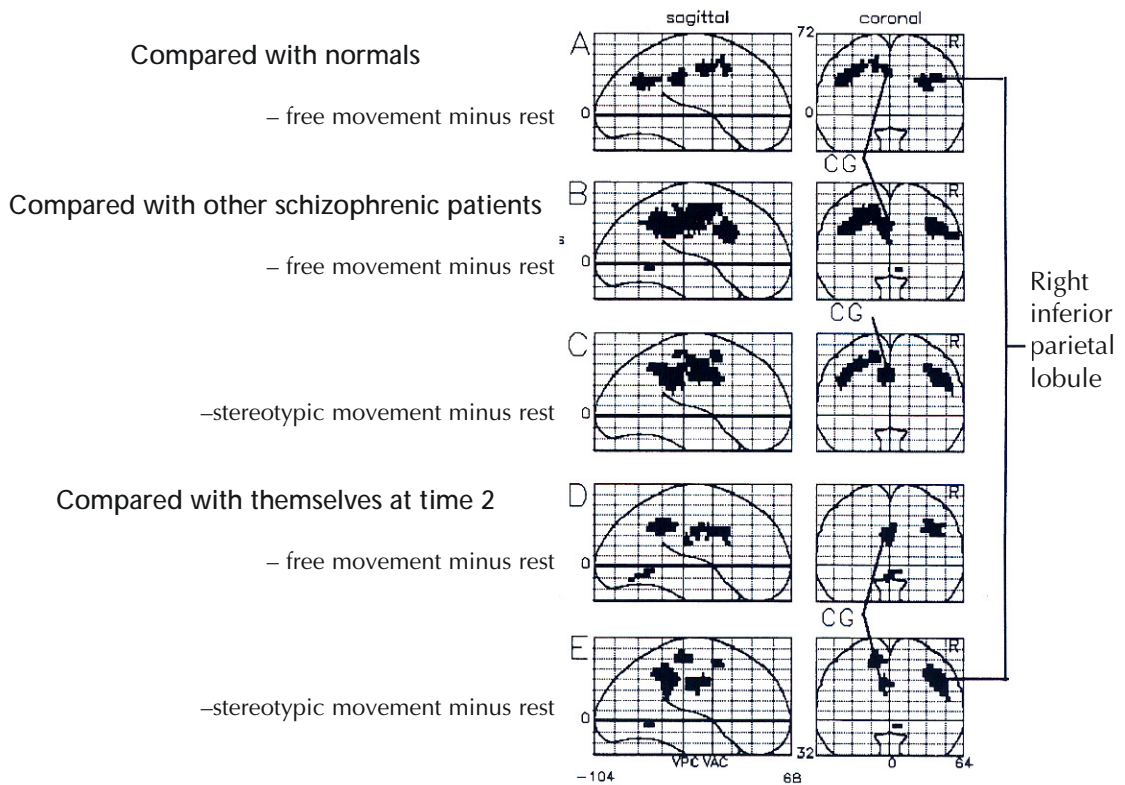 sagittal coronal
Compared with normals
– free movement minus rest
A
0
72
R
0
CG
Compared with other schizophrenic patients
– free movement minus rest
B
s
0
R
CG
–stereotypic movement minus rest
C
0
R
Right
inferior
parietal
lobule
Compared with themselves at time 2
– free movement minus rest
D
0
R
CG
–stereotypic movement minus rest
E
0
R
32
VPC VAC
0 64
–104 68